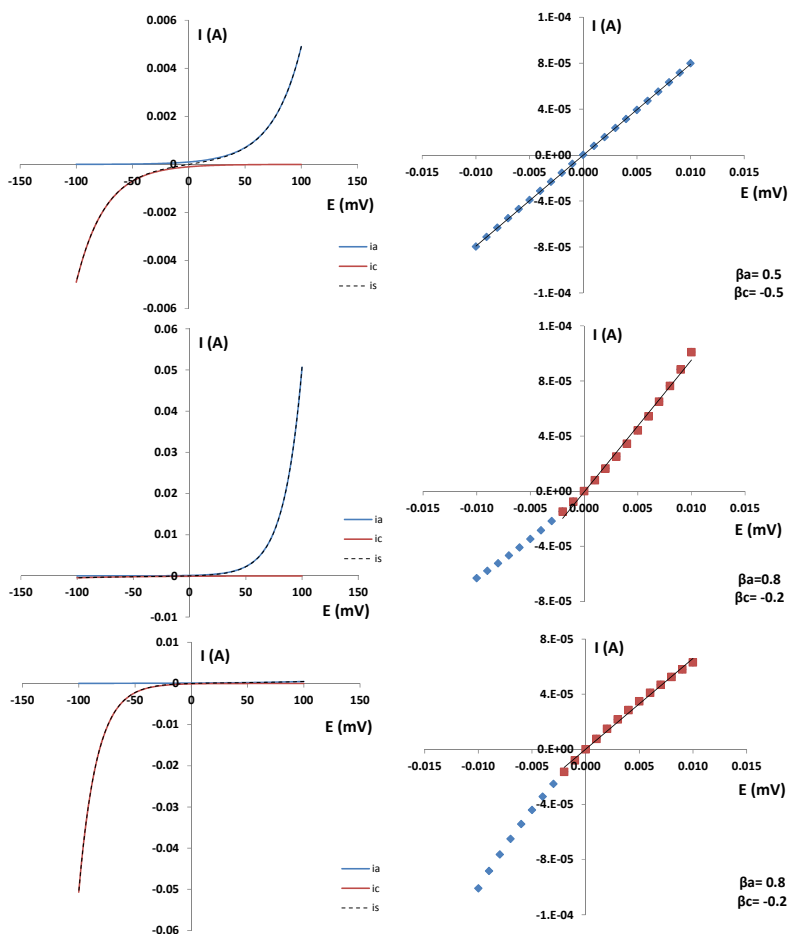 I (A)
0.006
0.004
0.002
0
-0.002
-0.004
-0.006
-150 -100 -50 0 50 100 150
E (mV)
ia
ic
is
I (A)
1.E-04
8.E-05
4.E-05
0.E+00
-4.E-05
-8.E-05
-1.E-04
-0.015 -0.010 -0.005 0.000 0.005 0.010 0.015
E (mV)
βa= 0.5
βc= -0.5
I (A)
0.06
0.05
0.04
0.03
0.02
0.01
0
-0.01
-150 -100 -50 0 50 100 150
E (mV)
ia
ic
is
I (A)
1.E-04
8.E-05
4.E-05
0.E+00
-4.E-05
-8.E-05
-0.015 -0.010 -0.005 0.000 0.005 0.010 0.015
E (mV)
βa=0.8
βc= -0.2
I (A)
0.01
0
-0.01
-0.02
-0.03
-0.04
-0.05
-0.06
-150 -100 -50 0 50 100 150
E (mV)
ia
ic
is
I (A)
8.E-05
4.E-05
0.E+00
-4.E-05
-8.E-05
-1.E-04
-0.015 -0.010 -0.005 0.000 0.005 0.010 0.015
E (mV)
βa= 0.8
βc= -0.2